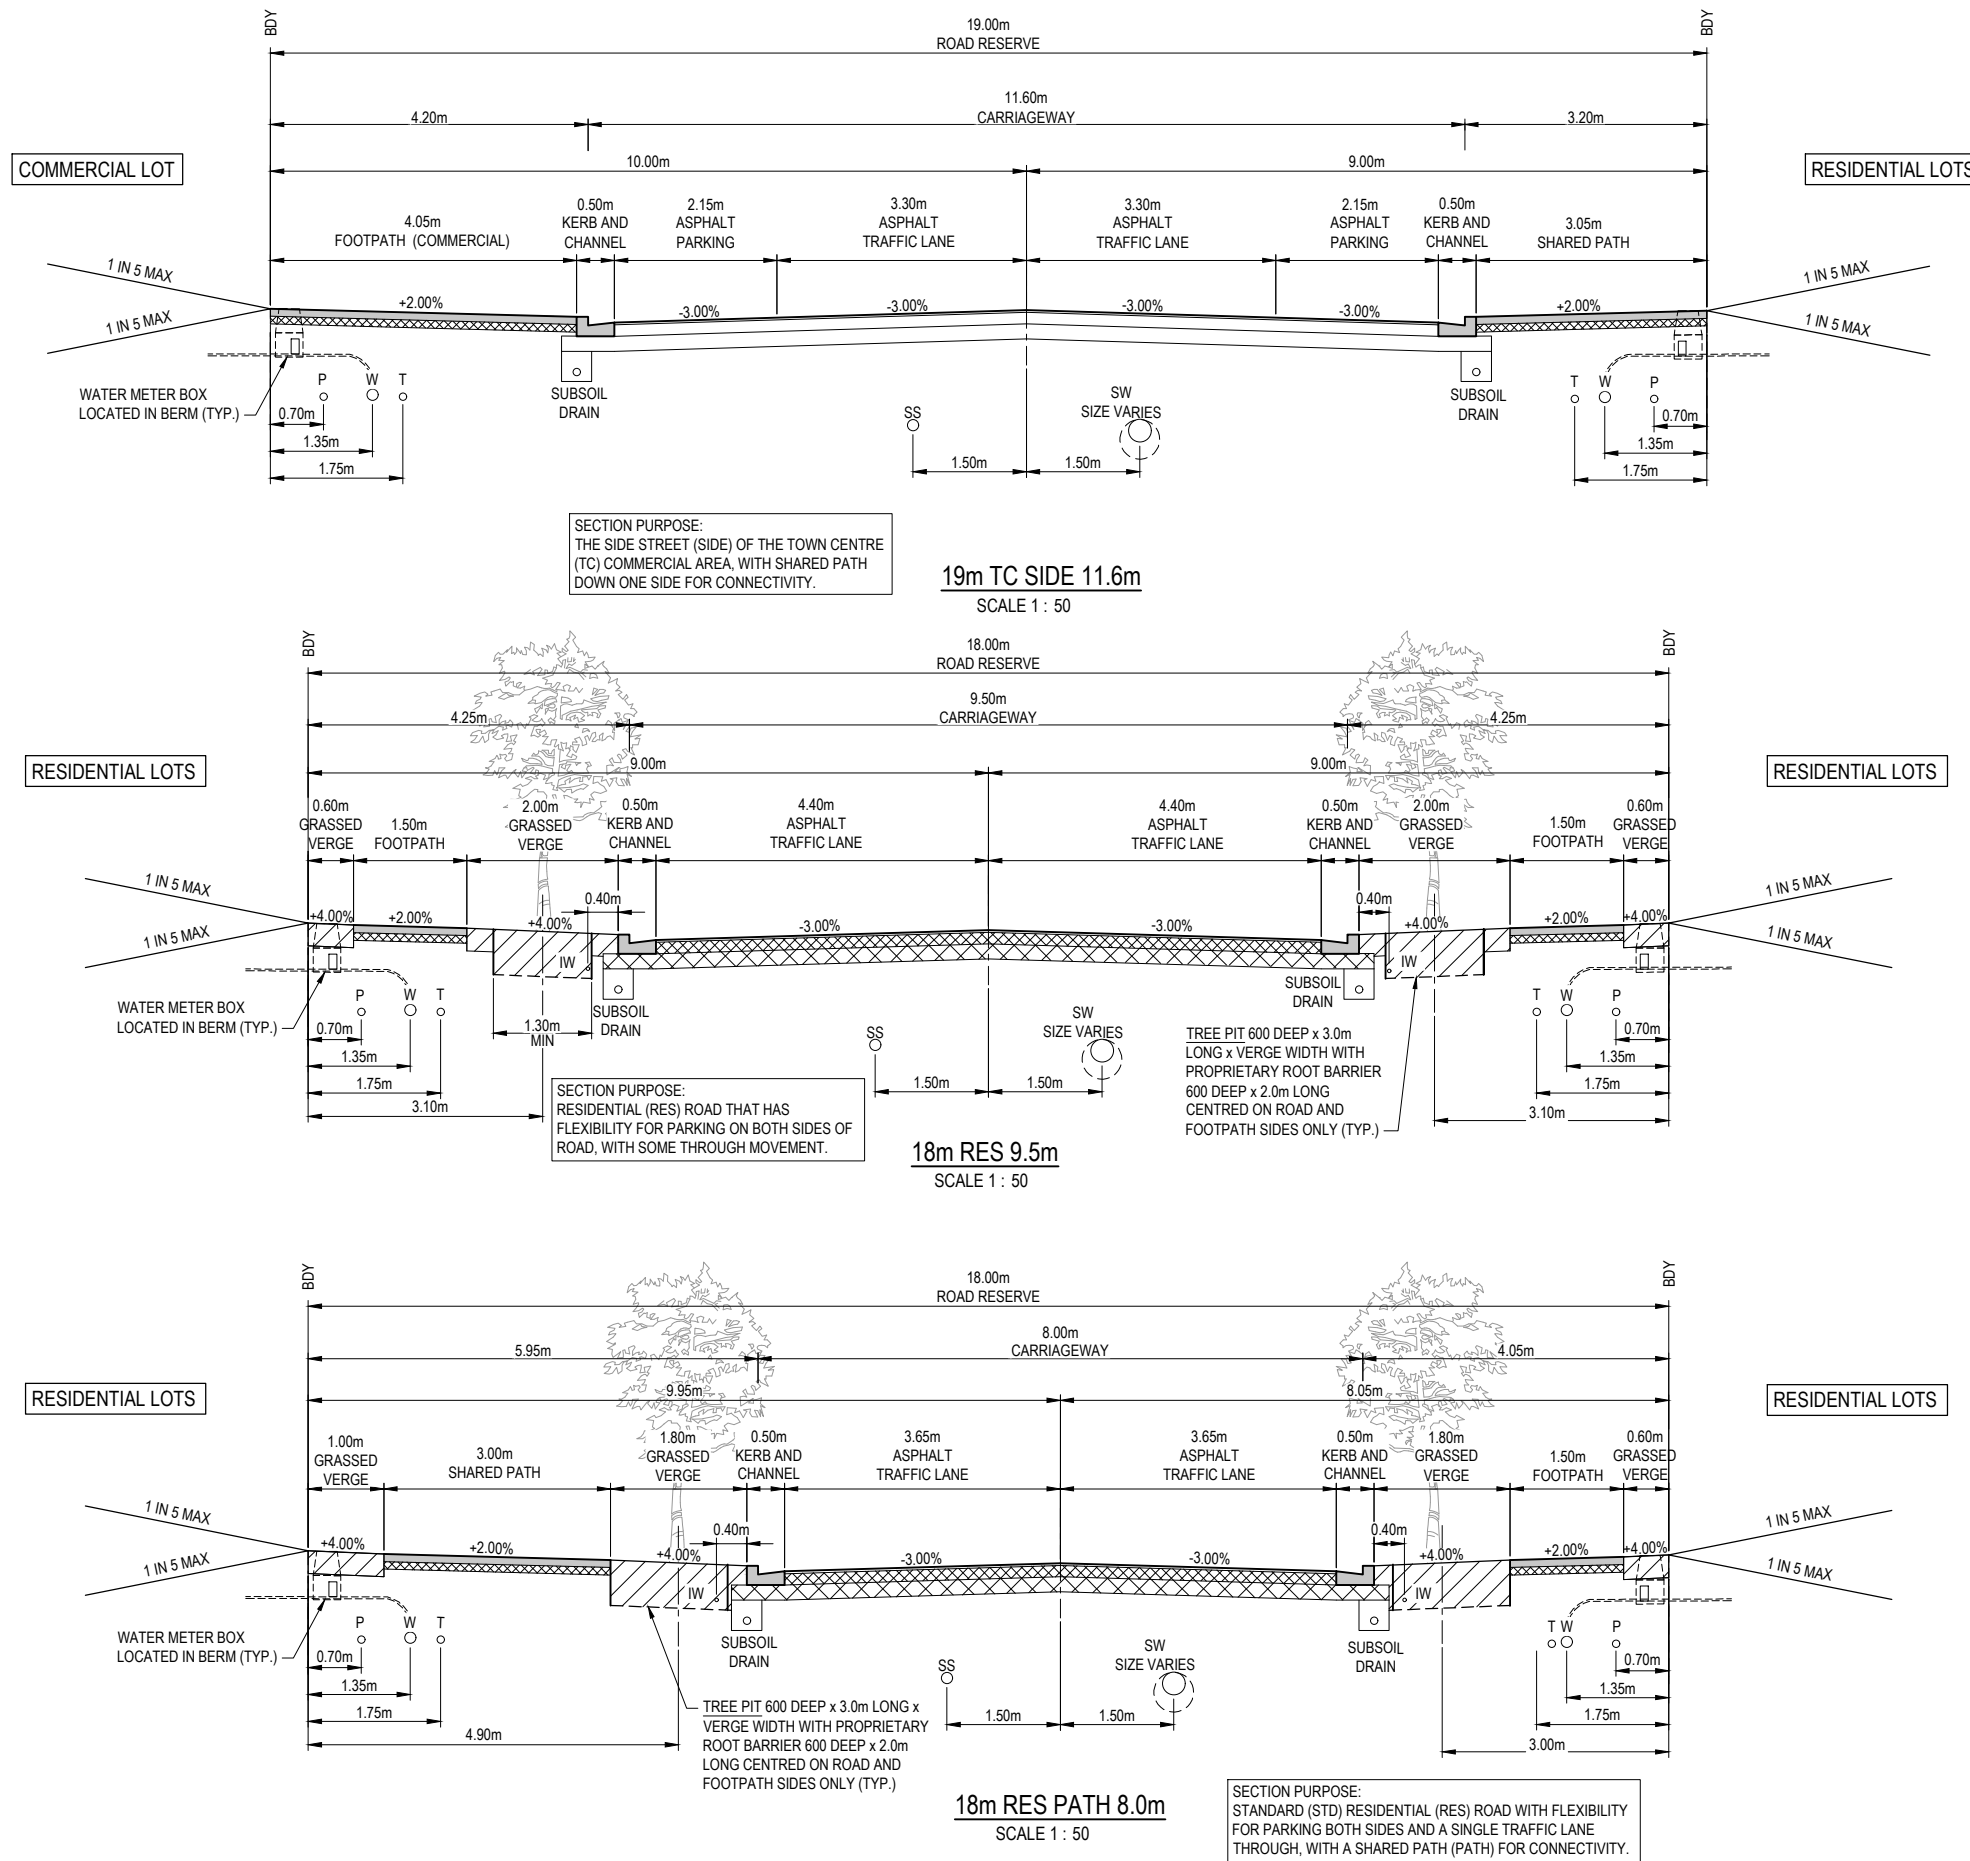 BDY
BDY
19.00m
ROAD RESERVE
11.60m
4.20m
CARRIAGEWAY
3.20m
COMMERCIAL LOT
10.00m
9.00m
RESIDENTIAL LOTS
4.05m
FOOTPATH (COMMERCIAL)
0.50m
KERB AND
CHANNEL
2.15m
ASPHALT
PARKING
3.30m
ASPHALT
TRAFFIC LANE
3.30m
ASPHALT
TRAFFIC LANE
2.15m
ASPHALT
PARKING
0.50m
KERB AND
CHANNEL
3.05m
SHARED PATH
1 IN 5 MAX
1 IN 5 MAX
+2.00%
-3.00%
-3.00%
-3.00%
-3.00%
+2.00%
1 IN 5 MAX
1 IN 5 MAX
WATER METER BOX
LOCATED IN BERM (TYP.)
P
W
T
0.70m
1.35m
1.75m
SUBSOIL
DRAIN
SS
SW
SIZE VARIES
1.50m
1.50m
SUBSOIL
DRAIN
T
W
P
0.70m
1.35m
1.75m
SECTION PURPOSE:
THE SIDE STREET (SIDE) OF THE TOWN CENTRE
(TC) COMMERCIAL AREA, WITH SHARED PATH
DOWN ONE SIDE FOR CONNECTIVITY.
19m TC SIDE 11.6m
SCALE 1 : 50
BDY
BDY
18.00m
ROAD RESERVE
9.50m
4.25m
CARRIAGEWAY
4.25m
RESIDENTIAL LOTS
9.00m
9.00m
RESIDENTIAL LOTS
0.60m
GRASSED
VERGE
1.50m
FOOTPATH
2.00m
GRASSED
VERGE
0.50m
KERB AND
CHANNEL
4.40m
ASPHALT
TRAFFIC LANE
4.40m
ASPHALT
TRAFFIC LANE
0.50m
KERB AND
CHANNEL
2.00m
GRASSED
VERGE
1.50m
FOOTPATH
0.60m
GRASSED
VERGE
1 IN 5 MAX
1 IN 5 MAX
0.40m
0.40m
+4.00%
+2.00%
+4.00%
-3.00%
-3.00%
+4.00%
+2.00%
+4.00%
1 IN 5 MAX
1 IN 5 MAX
IW
IW
WATER METER BOX
LOCATED IN BERM (TYP.)
P
W
T
0.70m
1.35m
1.75m
3.10m
1.30m
MIN
SUBSOIL
DRAIN
SS
SW
SIZE VARIES
1.50m
1.50m
SUBSOIL
DRAIN
TREE PIT 600 DEEP x 3.0m
LONG x VERGE WIDTH WITH
PROPRIETARY ROOT BARRIER
600 DEEP x 2.0m LONG
CENTRED ON ROAD AND
FOOTPATH SIDES ONLY (TYP.)
T
W
P
0.70m
1.35m
1.75m
3.10m
SECTION PURPOSE:
RESIDENTIAL (RES) ROAD THAT HAS
FLEXIBILITY FOR PARKING ON BOTH SIDES OF
ROAD, WITH SOME THROUGH MOVEMENT.
18m RES 9.5m
SCALE 1 : 50
BDY
BDY
18.00m
ROAD RESERVE
8.00m
5.95m
CARRIAGEWAY
4.05m
RESIDENTIAL LOTS
9.95m
8.05m
RESIDENTIAL LOTS
1.00m
GRASSED
VERGE
3.00m
SHARED PATH
1.80m
GRASSED
VERGE
0.50m
KERB AND
CHANNEL
3.65m
ASPHALT
TRAFFIC LANE
3.65m
ASPHALT
TRAFFIC LANE
0.50m
KERB AND
CHANNEL
1.80m
GRASSED
VERGE
1.50m
FOOTPATH
0.60m
GRASSED
VERGE
1 IN 5 MAX
1 IN 5 MAX
0.40m
0.40m
+4.00%
+2.00%
+4.00%
-3.00%
-3.00%
+4.00%
+2.00%
+4.00%
1 IN 5 MAX
1 IN 5 MAX
IW
IW
WATER METER BOX
LOCATED IN BERM (TYP.)
P
W
T
0.70m
1.35m
1.75m
4.90m
SUBSOIL
DRAIN
SS
SW
SIZE VARIES
1.50m
1.50m
SUBSOIL
DRAIN
T
W
P
0.70m
1.35m
1.75m
3.00m
TREE PIT 600 DEEP x 3.0m LONG x
VERGE WIDTH WITH PROPRIETARY
ROOT BARRIER 600 DEEP x 2.0m
LONG CENTRED ON ROAD AND
FOOTPATH SIDES ONLY (TYP.)
18m RES PATH 8.0m
SCALE 1 : 50
SECTION PURPOSE:
STANDARD (STD) RESIDENTIAL (RES) ROAD WITH FLEXIBILITY
FOR PARKING BOTH SIDES AND A SINGLE TRAFFIC LANE
THROUGH, WITH A SHARED PATH (PATH) FOR CONNECTIVITY.